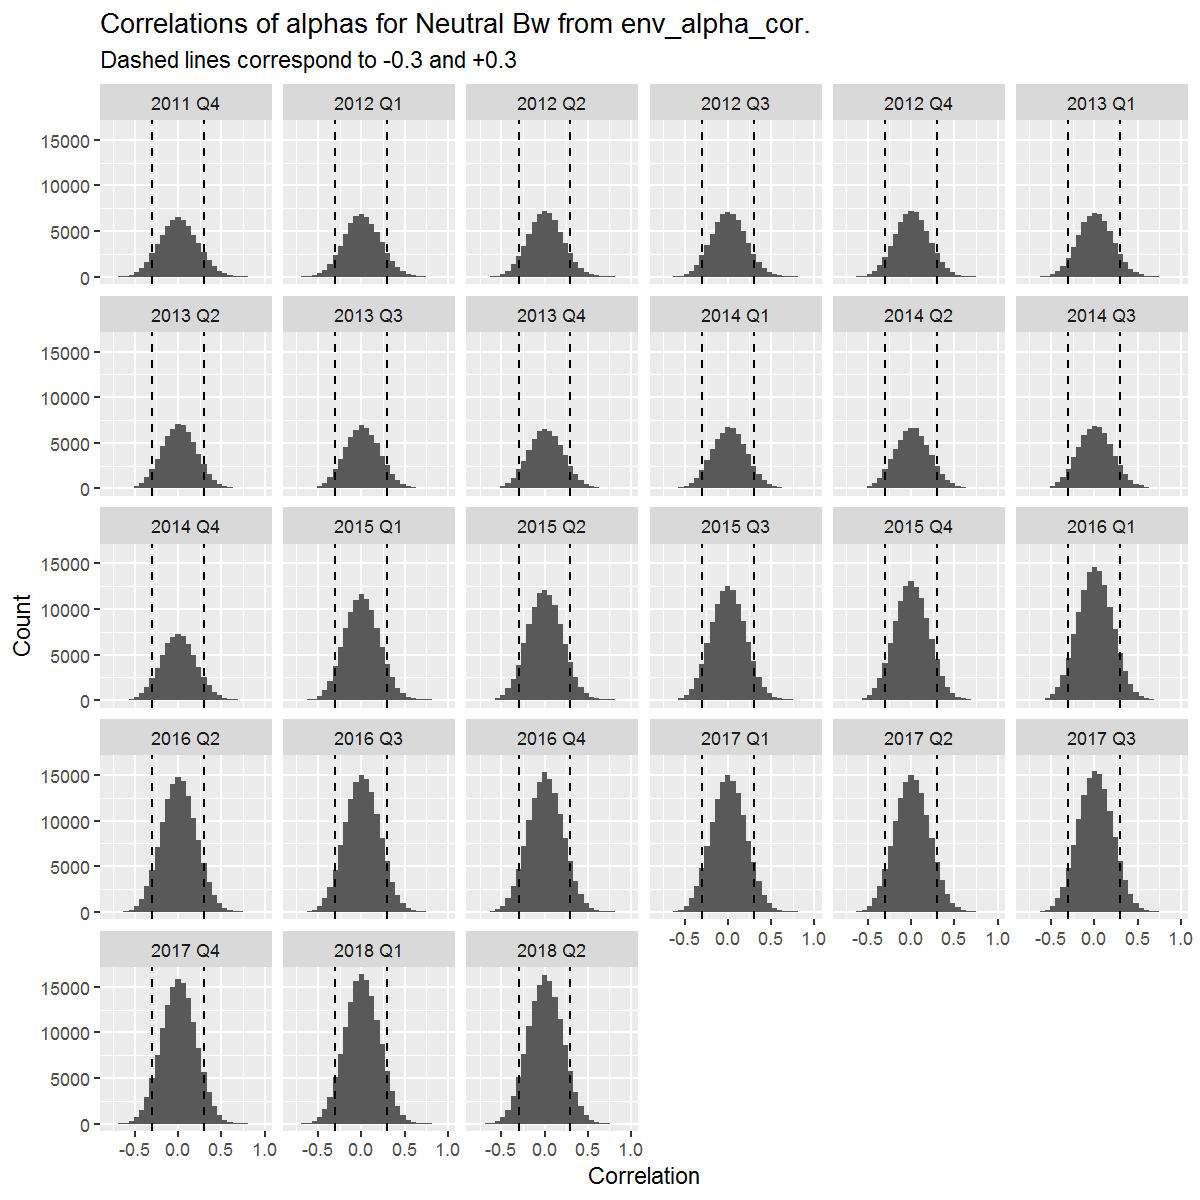 Correlations of alphas for Neutral Bw from env_alpha_cor.
Dashed lines correspond to -0.3 and +0.3
2011 Q4 2012 Q1 2012 Q2 2012 Q3 2012 Q4 2013 Q1
15000
10000
5000
0
2013 Q2 2013 Q3 2013 Q4 2014 Q1 2014 Q2 2014 Q3
15000
10000
5000
0
2014 Q4 2015 Q1 2015 Q2 2015 Q3 2015 Q4 2016 Q1
15000
10000
5000
0
Count
2016 Q2 2016 Q3 2016 Q4 2017 Q1 2017 Q2 2017 Q3
15000
10000
5000
0
-0.5 0.0 0.5 1.0 -0.5 0.0 0.5 1.0 -0.5 0.0 0.5 1.0
2017 Q4 2018 Q1 2018 Q2
15000
10000
5000
0
-0.5 0.0 0.5 1.0 -0.5 0.0 0.5 1.0 -0.5 0.0 0.5 1.0
Correlation